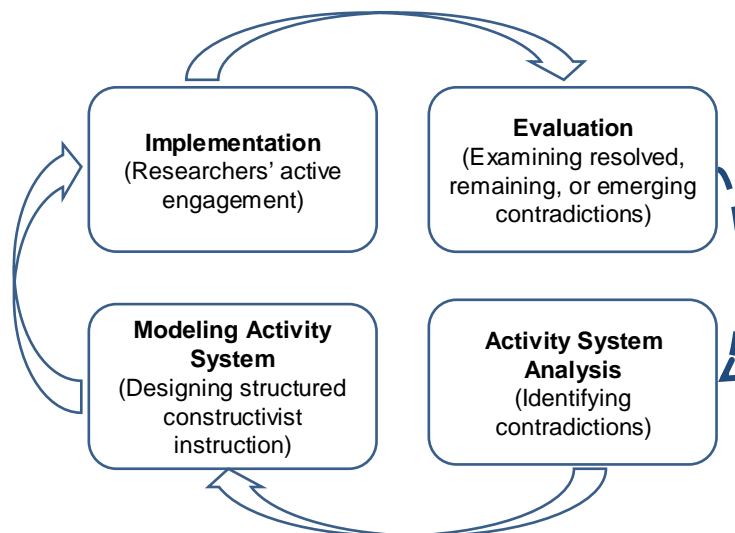 Implementation
(Researchers’ active
engagement)
Evaluation
(Examining resolved,
remaining, or emerging
contradictions)
Modeling Activity
System
(Designing structured
constructivist
instruction)
Activity System
Analysis
(Identifying
contradictions)